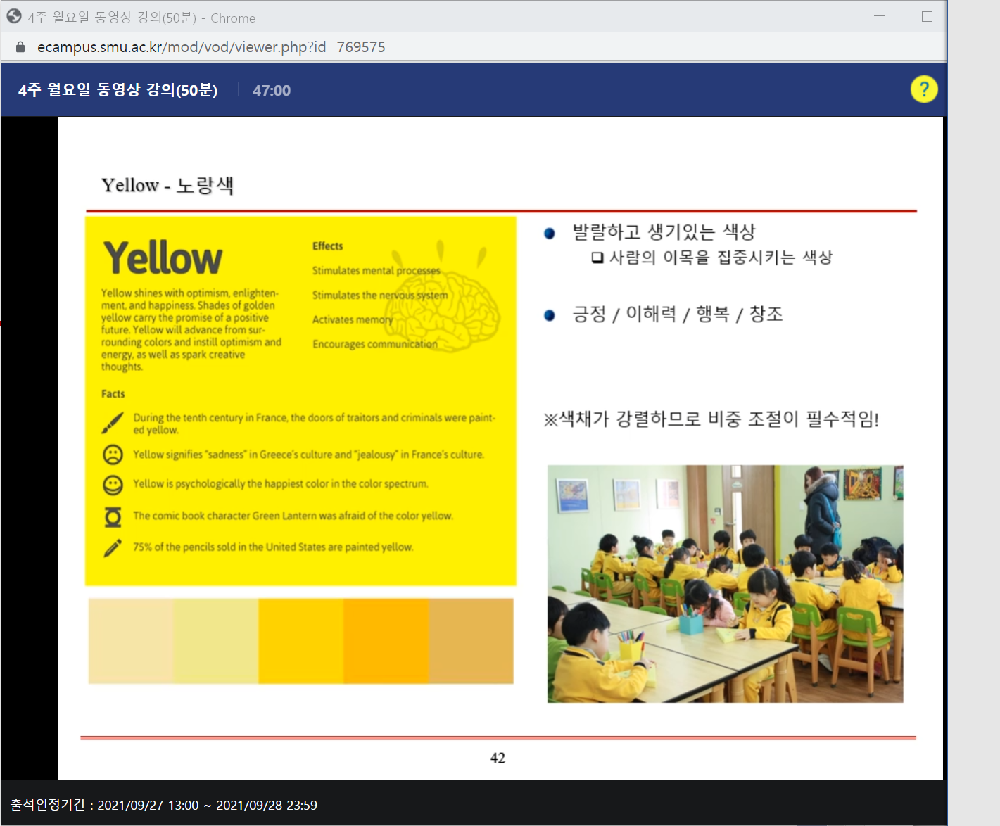 4주 월요일 동영상 강의(50분) - Chrome
ecampus.smu.ac.kr/mod/vod/viewer.php?id=769575
4주 월요일 동영상 강의(50분) 47:00
?
Yellow - 노랑색
Yellow
Yellow shines with optimism, enlighten-
ment, and happiness. Shades of golden
yellow carry the promise of a positive
future. Yellow will advance from sur-
rounding colors and instill optimism and
energy, as well as spark creative
thoughts.
Effects
Stimulates mental processes
Stimulates the nervous system
Activates memory
Encourages communication
Facts
During the tenth century in France, the doors of traitors and criminals were paint-
ed yellow.
Yellow signifies “sadness” in Greece’s culture and “jealousy” in France’s culture.
Yellow is psychologically the happiest color in the color spectrum.
The comic book character Green Lantern was afraid of the color yellow.
75% of the pencils sold in the United States are painted yellow.
발랄하고 생기있는 색상
사람의 이목을 집중시키는 색상
긍정 / 이해력 / 행복 / 창조
※색채가 강렬하므로 비중 조절이 필수적임!
42
출석인정기간 : 2021/09/27 13:00 ~ 2021/09/28 23:59